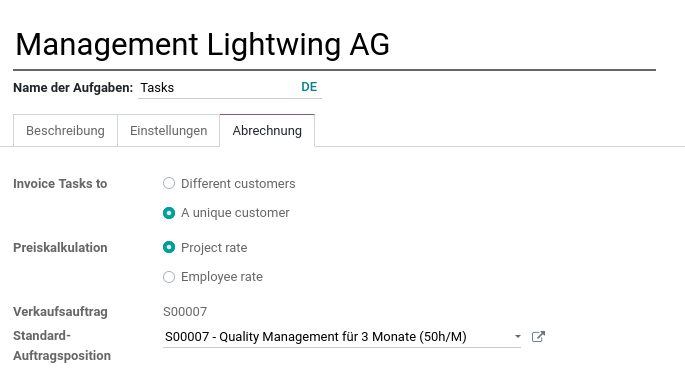 Management Lightwing AG
Name der Aufgaben: Tasks DE
Beschreibung Einstellungen Abrechnung
Invoice Tasks to Different customers
A unique customer
Preiskalkulation Project rate
Employee rate
Verkaufsauftrag S00007
Standard- S00007 - Quality Management für 3 Monate (50h/M)
Auftragsposition